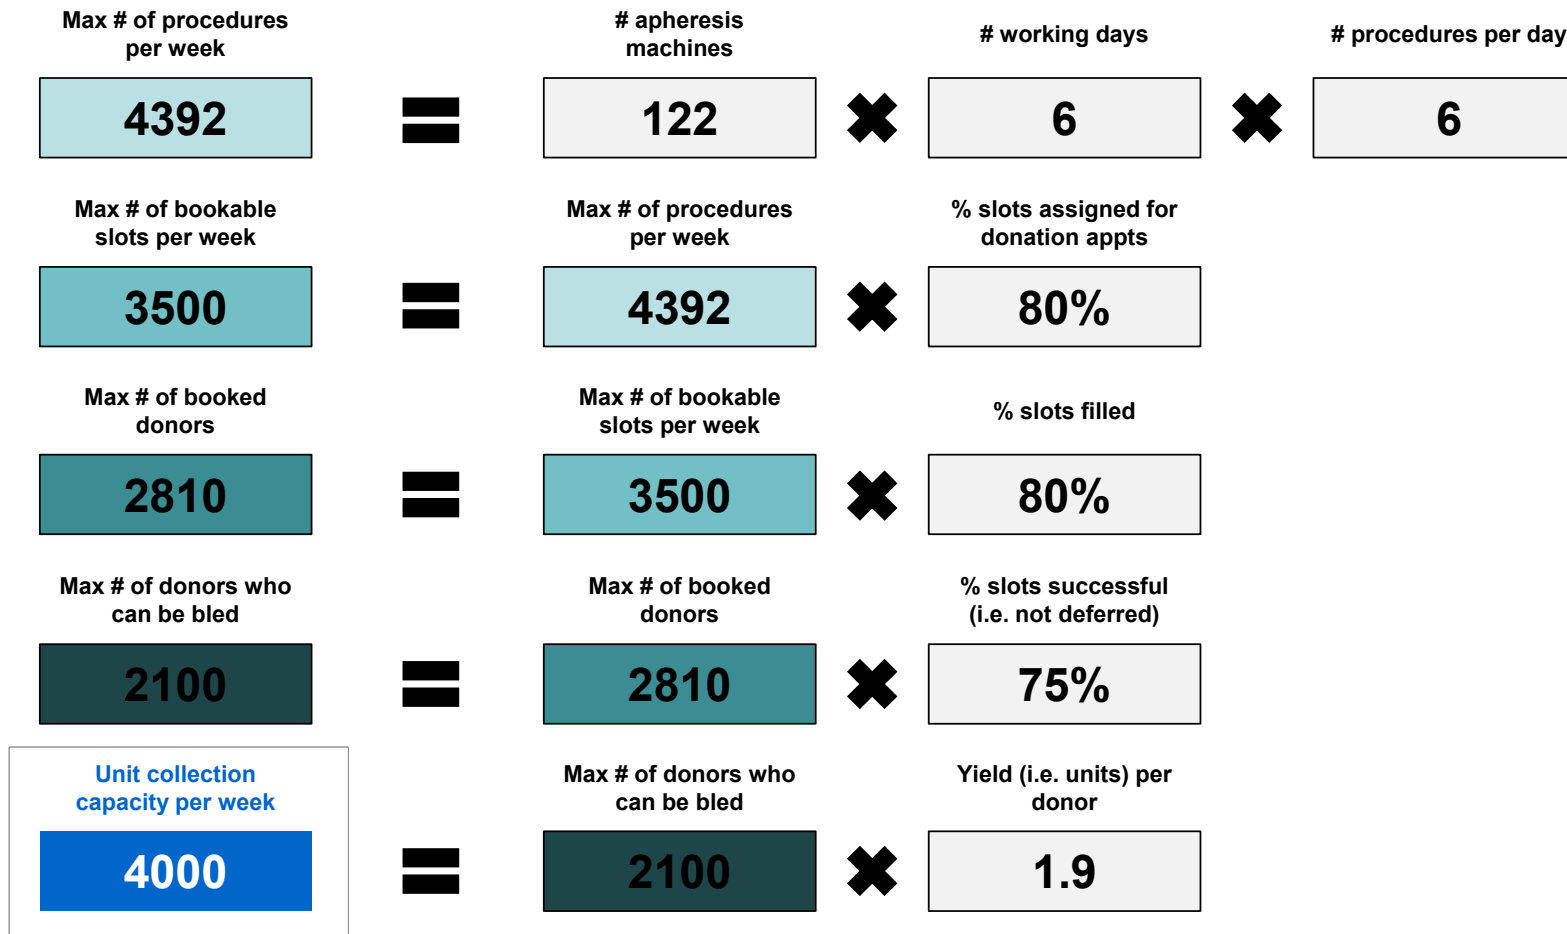 Max # of procedures
per week
# apheresis
machines
# working days
# procedures per day
4392
122
6
6
Max # of bookable
slots per week
Max # of procedures
per week
% slots assigned for
donation appts
3500
4392
80%
Max # of booked
donors
Max # of bookable
slots per week
% slots filled
2810
3500
80%
Max # of donors who
can be bled
Max # of booked
donors
% slots successful
(i.e. not deferred)
2100
2810
75%
Unit collection
capacity per week
Max # of donors who
can be bled
Yield (i.e. units) per
donor
4000
2100
1.9